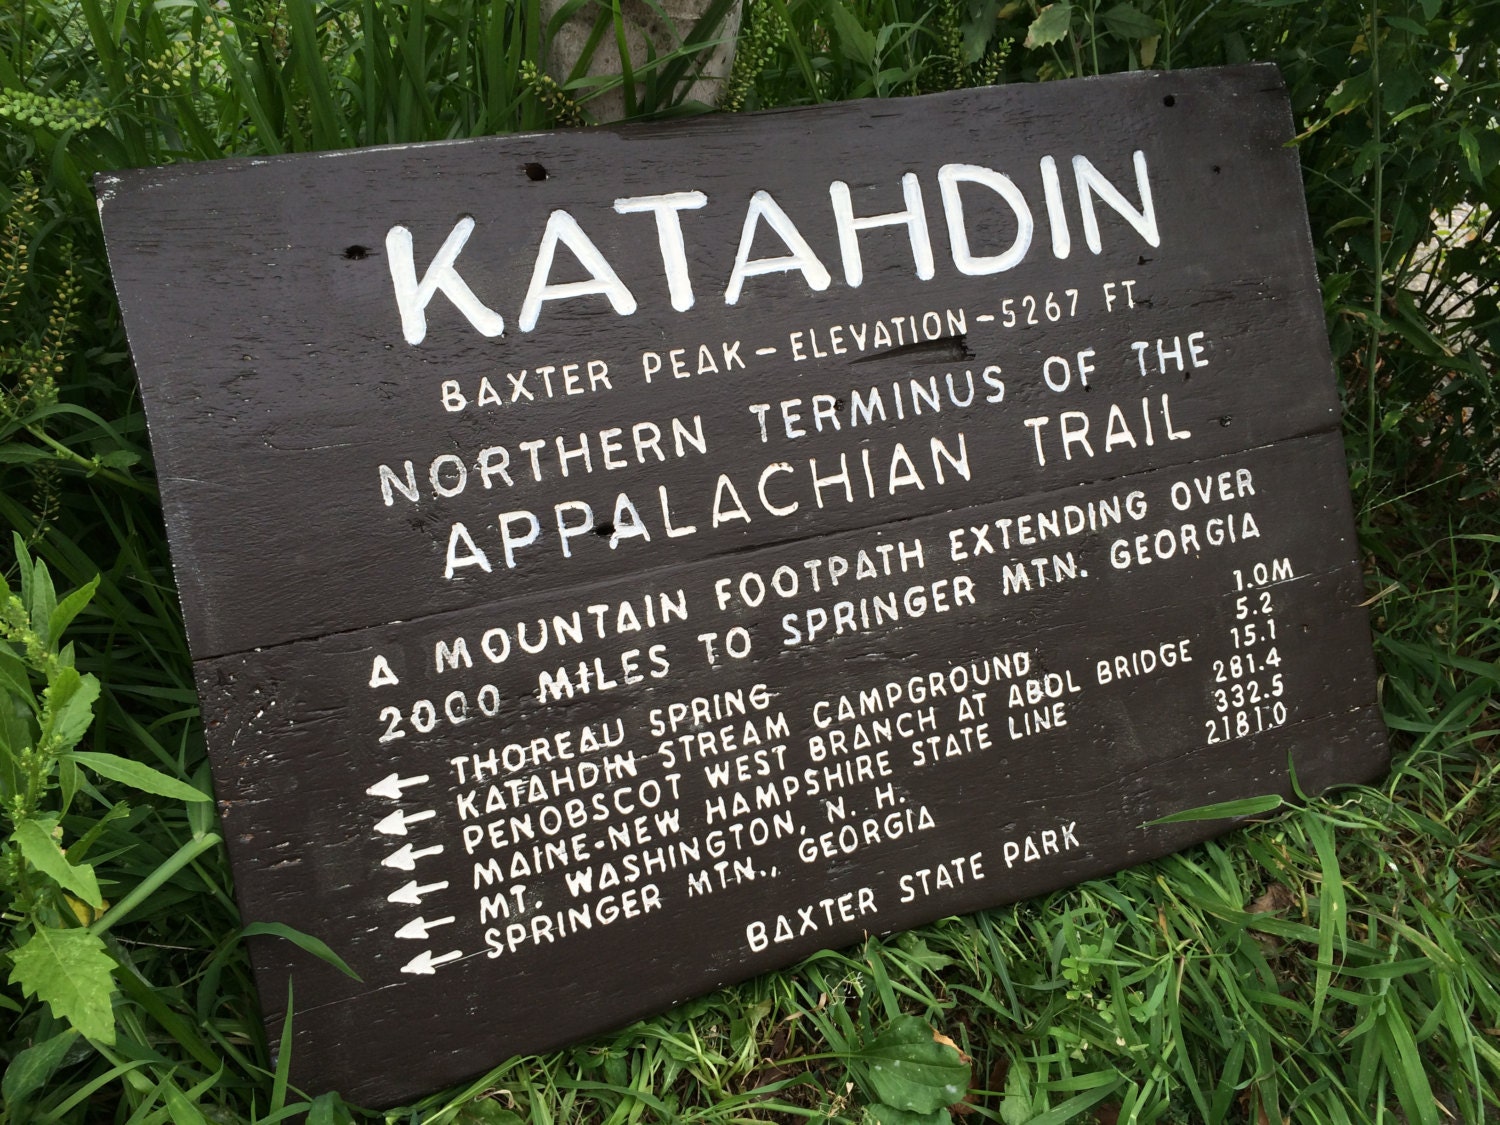 KATAHDIN
BAXTER PEAK - ELEVATION - 5267 FT
NORTHERN TERMINUS OF THE
APPALACHIAN TRAIL
A MOUNTAIN FOOTPATH EXTENDING OVER
2000 MILES TO SPRINGER MTN. GEORGIA
THOREAU SPRING 1.0M
KATAHDIN STREAM CAMPGROUND 5.2
PENOBSCOT WEST BRANCH AT ABOL BRIDGE 15.1
MAINE-NEW HAMPSHIRE STATE LINE 281.4
MT. WASHINGTON, N. H. 332.5
SPRINGER MTN., GEORGIA 2181.0
BAXTER STATE PARK